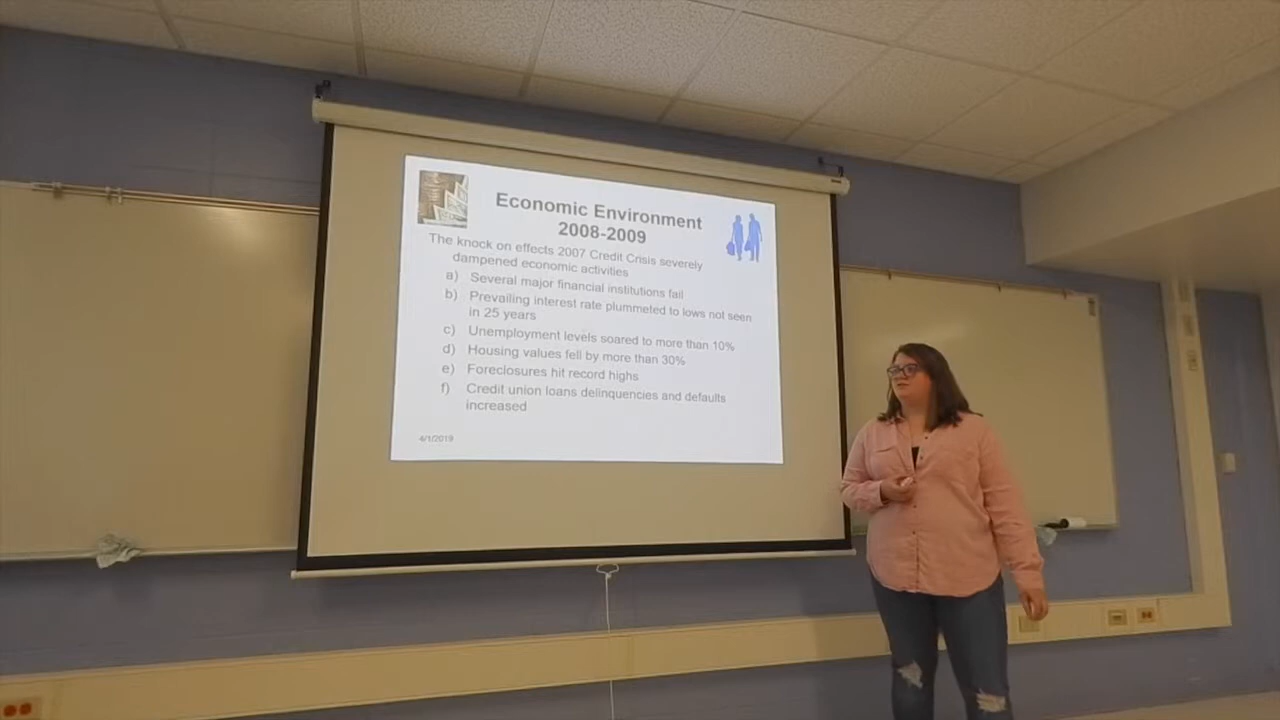 Economic Environment
2008-2009
The knock on effects 2007 Credit Crisis severely
dampened economic activities
a) Several major financial institutions fail
b) Prevailing interest rate plummeted to lows not seen
in 25 years
c) Unemployment levels soared to more than 10%
d) Housing values fell by more than 30%
e) Foreclosures hit record highs
f) Credit union loans delinquencies and defaults
increased
4/1/2019